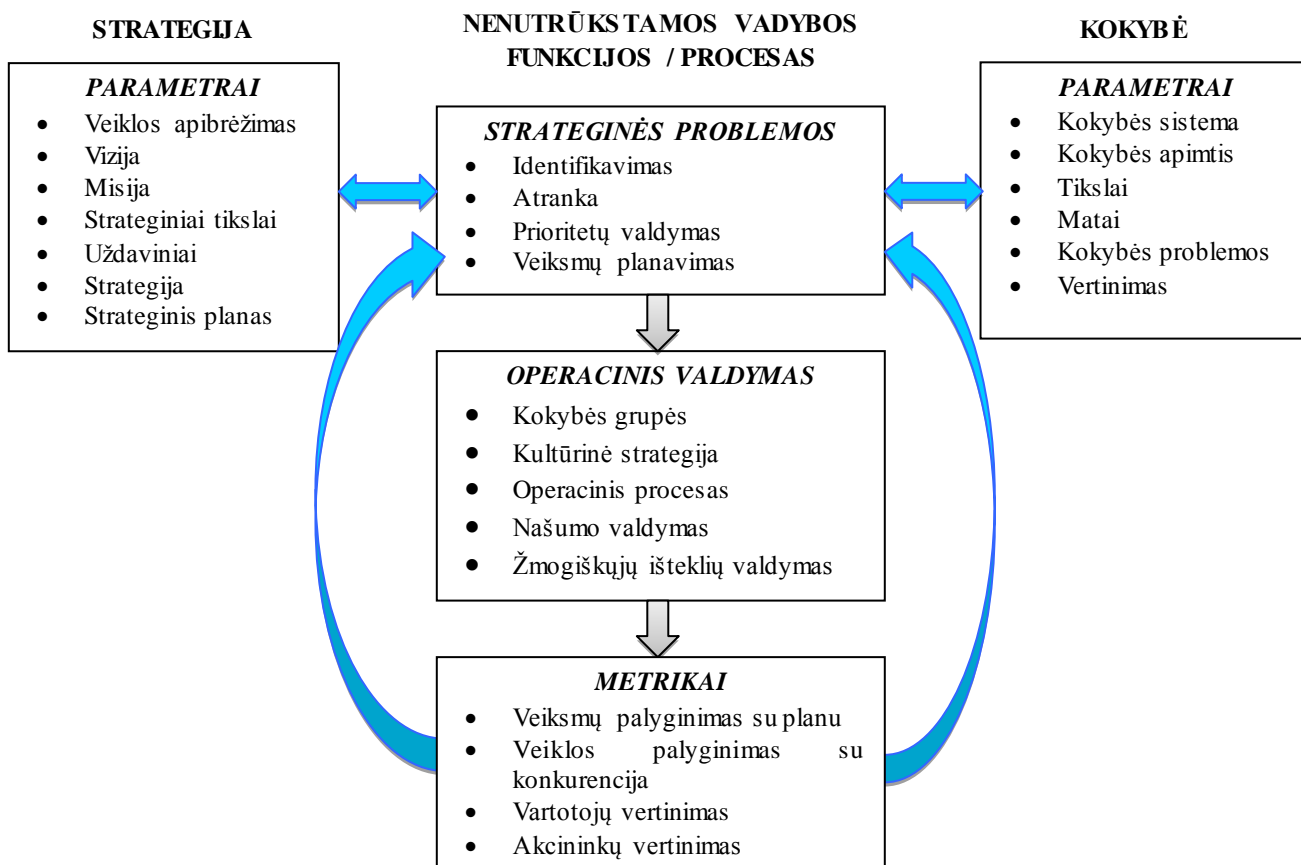 STRATEGIJA
PARAMETRAI
• Veiklos apibrėžimas
• Vizija
• Misija
• Strateginiai tikslai
• Uždaviniai
• Strategija
• Strateginis planas
NENUTRŪKSTAMOS VADYBOS
FUNKCIJOS / PROCESAS
STRATEGINĖS PROBLEMOS
• Identifikavimas
• Atranka
• Prioritetų valdymas
• Veiksmų planavimas
OPERACINIS VALDYMAS
• Kokybės grupės
• Kultūrinė strategija
• Operacinis procesas
• Našumo valdymas
• Žmogiškųjų išteklių valdymas
METRIKAI
• Veiksmų palyginimas su planu
• Veiklos palyginimas su
konkurencija
• Vartotojų vertinimas
• Akcininkų vertinimas
KOKYBĖ
PARAMETRAI
• Kokybės sistema
• Kokybės apimtis
• Tikslai
• Matai
• Kokybės problemos
• Vertinimas